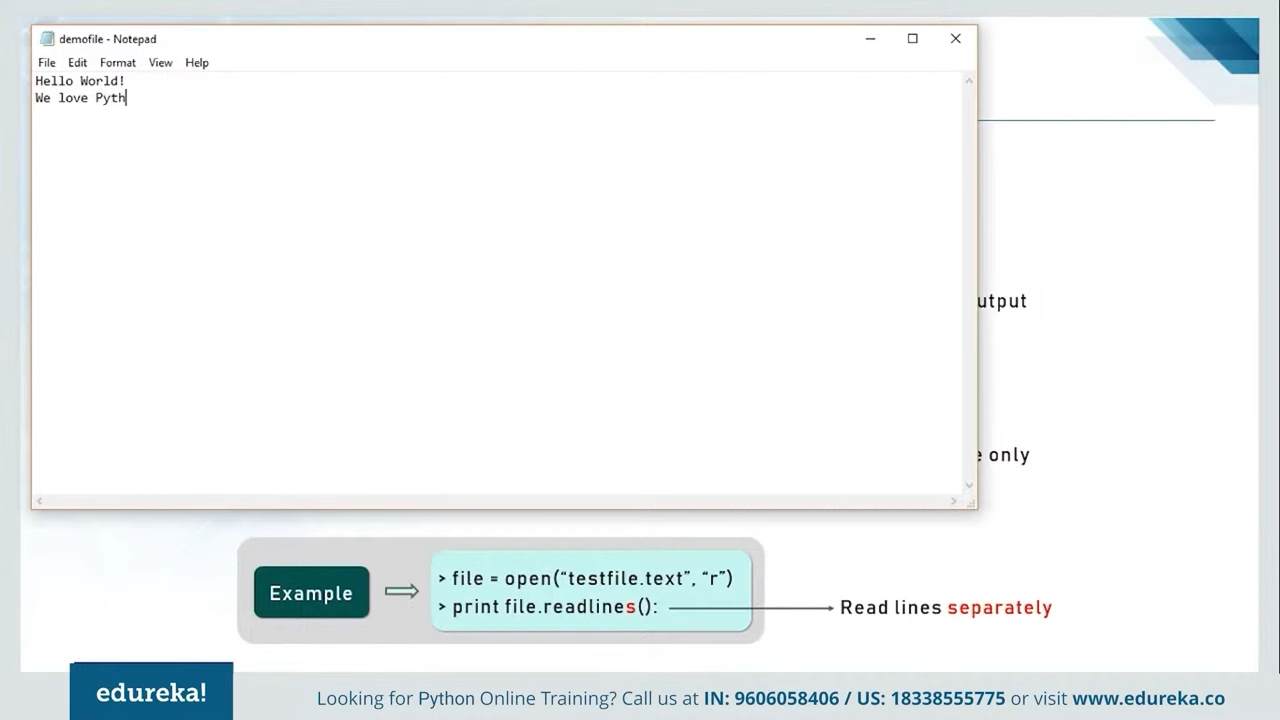 demofile - Notepad
File Edit Format View Help
Hello World!
We love Pyth
utput
only
Example
> file = open(“testfile.text”, “r”)
> print file.readlines():
Read lines separately
edureka!
Looking for Python Online Training? Call us at IN: 9606058406 / US: 18338555775 or visit www.edureka.co